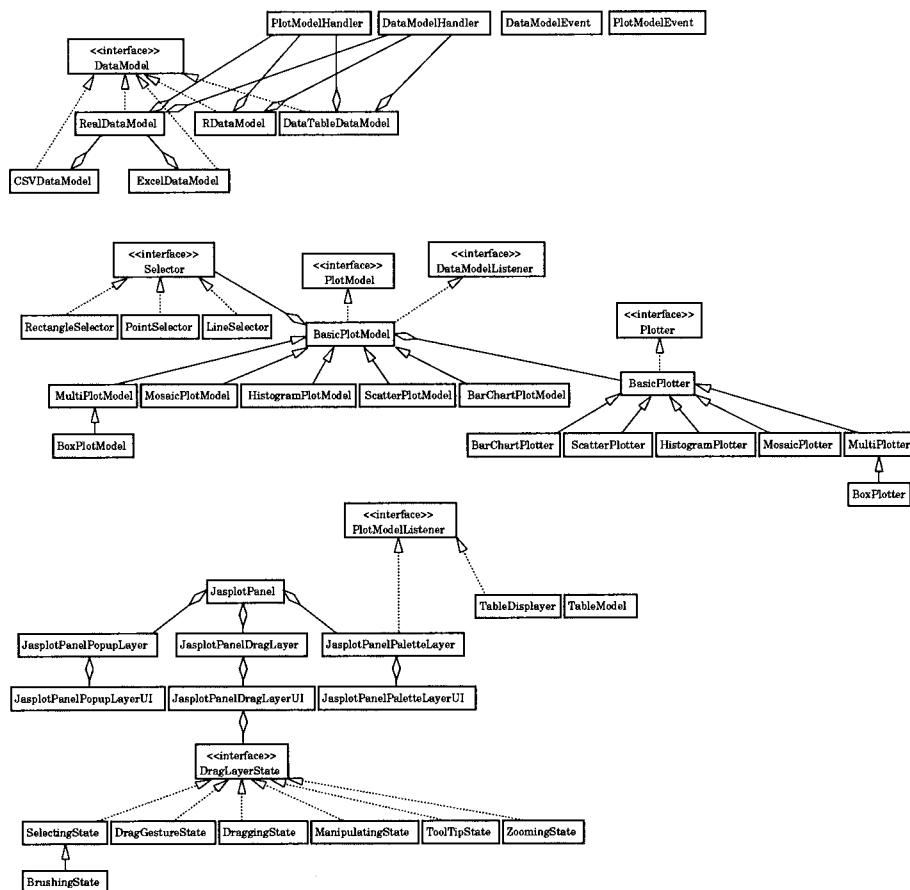 PlotModelHandler
DataModelHandler
DataModelEvent
PlotModelEvent
<<interface>>
DataModel
RealDataModel
RDataModel
DataTableDataModel
CSVDataModel
ExcelDataModel
<<interface>>
Selector
<<interface>>
PlotModel
<<interface>>
DataModelListener
RectangleSelector
PointSelector
LineSelector
BasicPlotModel
<<interface>>
Plotter
BasicPlotter
MultiPlotModel
MosaicPlotModel
HistogramPlotModel
ScatterPlotModel
BarChartPlotModel
BoxPlotModel
BarChartPlotter
ScatterPlotter
HistogramPlotter
MosaicPlotter
MultiPlotter
BoxPlotter
<<interface>>
PlotModelListener
JasplotPanel
TableDisplayer
TableModel
JasplotPanelPopupLayer
JasplotPanelDragLayer
JasplotPanelPaletteLayer
JasplotPanelPopupLayerUI
JasplotPanelDragLayerUI
JasplotPanelPaletteLayerUI
<<interface>>
DragLayerState
SelectingState
DragGestureState
DraggingState
ManipulatingState
ToolTipState
ZoomingState
BrushingState